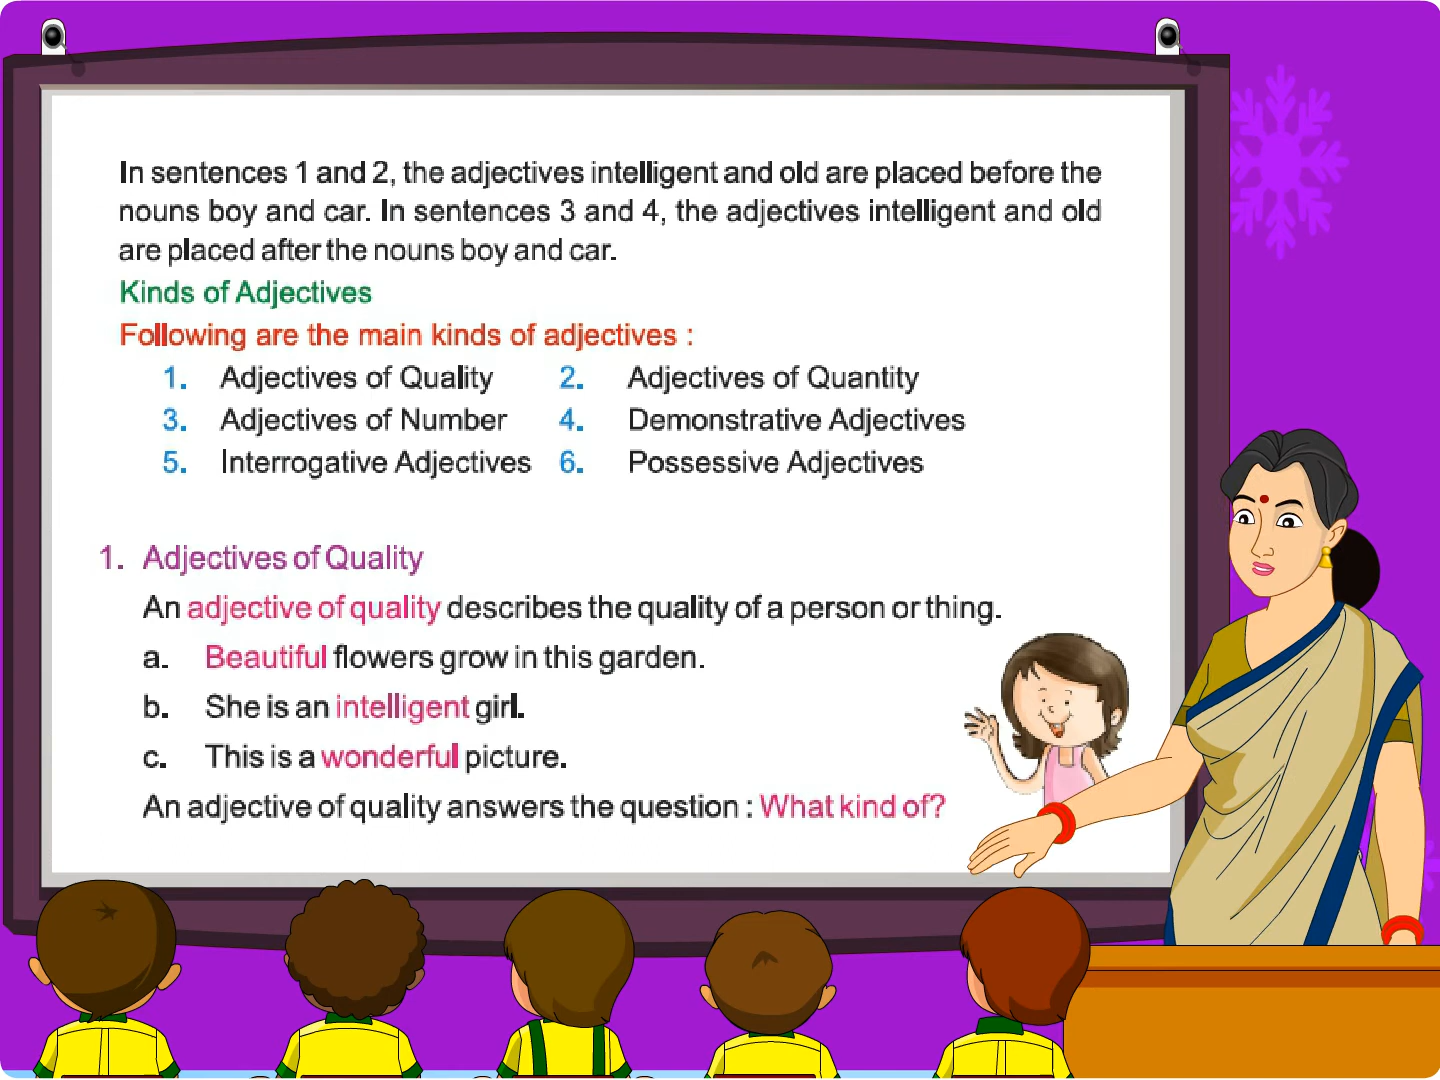 In sentences 1 and 2, the adjectives intelligent and old are placed before the
nouns boy and car. In sentences 3 and 4, the adjectives intelligent and old
are placed after the nouns boy and car.
Kinds of Adjectives
Following are the main kinds of adjectives :
1. Adjectives of Quality 2. Adjectives of Quantity
3. Adjectives of Number 4. Demonstrative Adjectives
5. Interrogative Adjectives 6. Possessive Adjectives
1. Adjectives of Quality
An adjective of quality describes the quality of a person or thing.
a. Beautiful flowers grow in this garden.
b. She is an intelligent girl.
c. This is a wonderful picture.
An adjective of quality answers the question : What kind of?